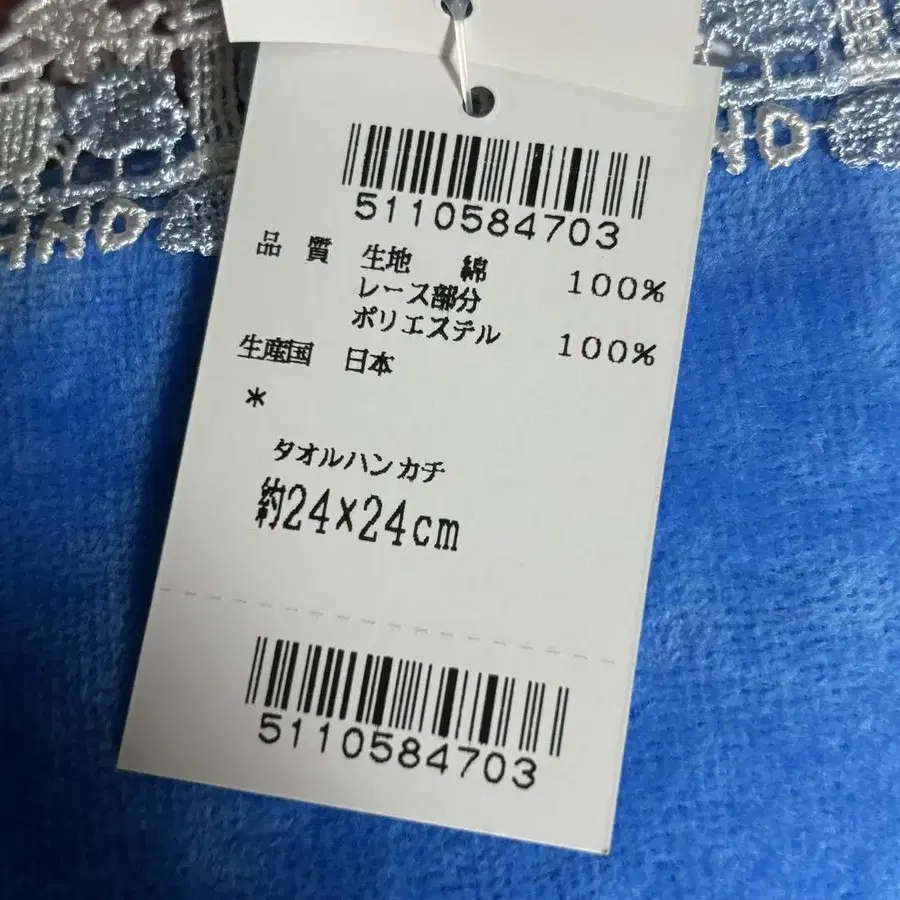 5110584703
品 質 生地 綿 100%
レース部分
ポリエステル 100%
生産国 日本
*
タオルハンカチ
約24×24cm
5110584703